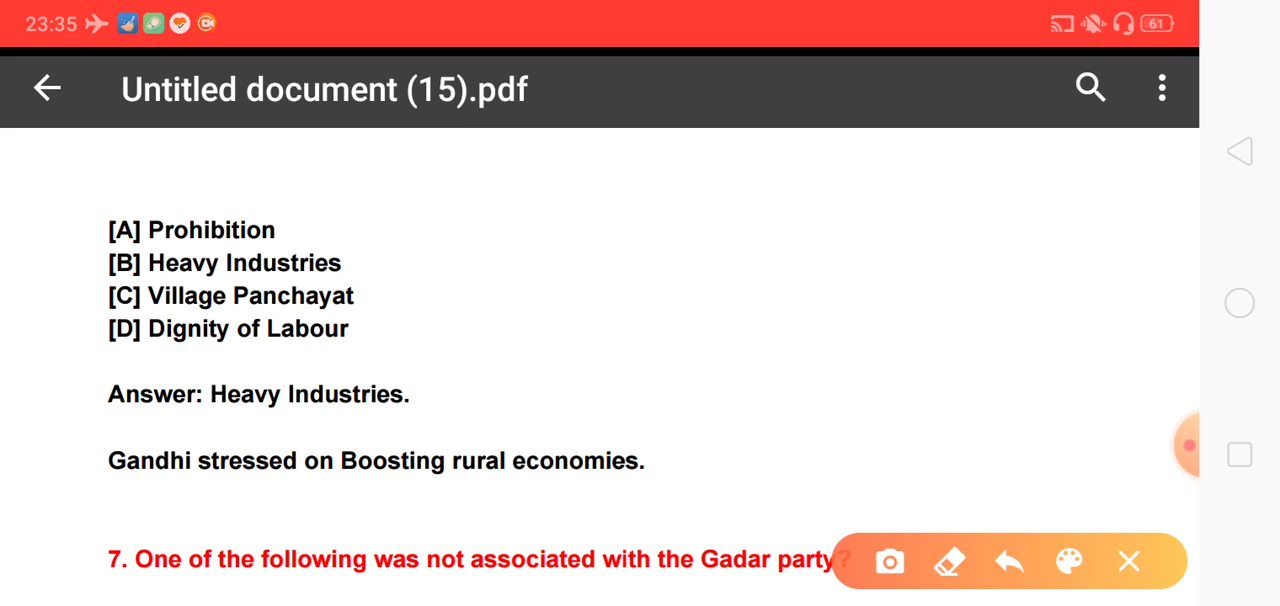 23:35
61
Untitled document (15).pdf
[A] Prohibition
[B] Heavy Industries
[C] Village Panchayat
[D] Dignity of Labour
Answer: Heavy Industries.
Gandhi stressed on Boosting rural economies.
7. One of the following was not associated with the Gadar party?